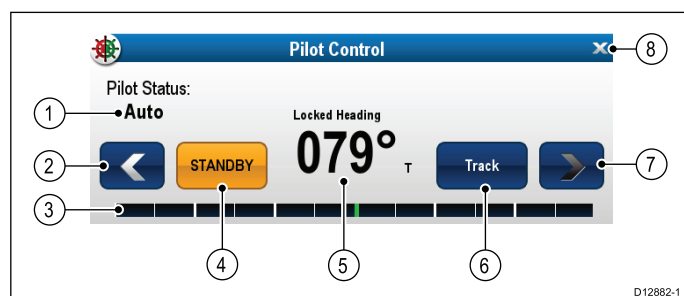 Pilot Control
8
Pilot Status:
1
Auto
Locked Heading
2
STANDBY
079° T
Track
7
3
4
5
6
D12882-1